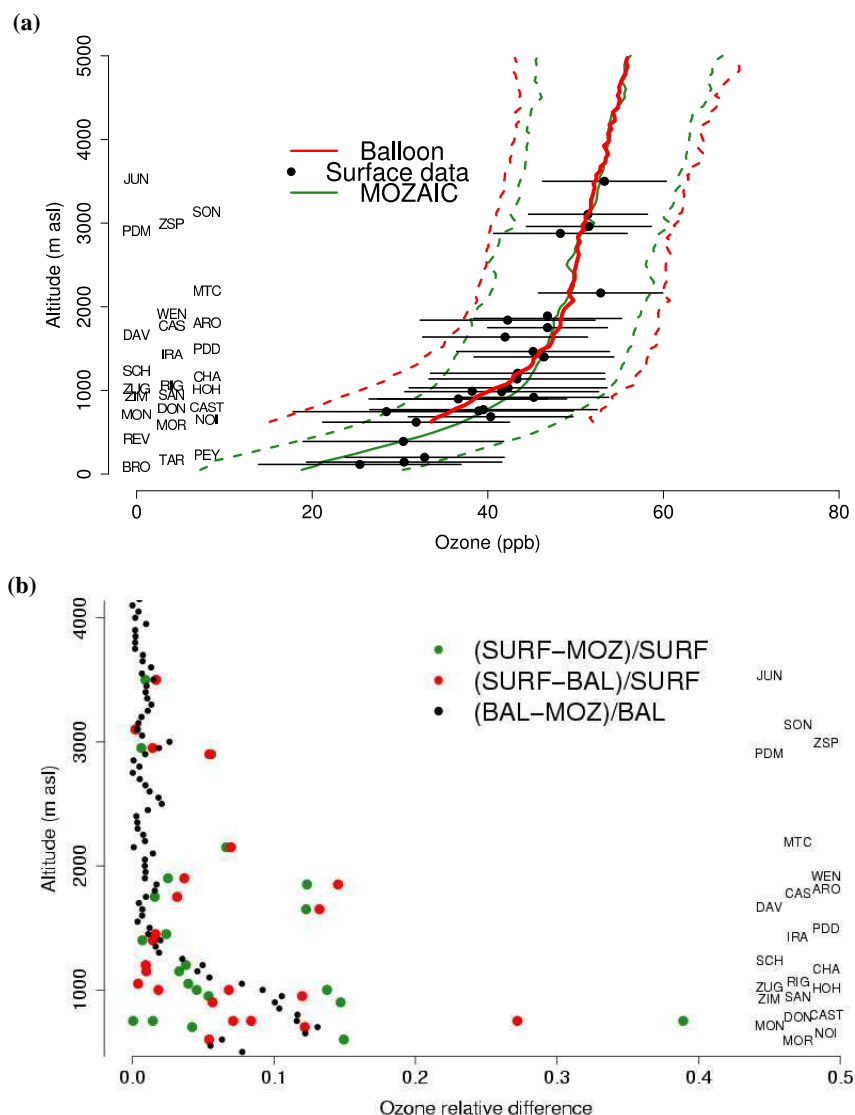 (a)
5000
4000
3000
2000
1000
0
Altitude (m asl)
Balloon
Surface data
MOZAIC
JUN
SON
ZSP
PDM
MTC
WEN
ARO
CAS
DAV
PDD
IRA
SCH
CHA
ZUG
RIG
HOH
ZIM
SAN
DON
CAST
MON
NOI
MOR
REV
PEY
TAR
BRO
0
20
40
60
80
Ozone (ppb)
(b)
4000
3000
2000
1000
Altitude (m asl)
(SURF−MOZ)/SURF
(SURF−BAL)/SURF
(BAL−MOZ)/BAL
JUN
SON
ZSP
PDM
MTC
WEN
ARO
CAS
DAV
PDD
IRA
SCH
CHA
RIG
ZUG
HOH
SAN
ZIM
CAST
DON
MON
NOI
MOR
0.0
0.1
0.2
0.3
0.4
0.5
Ozone relative difference